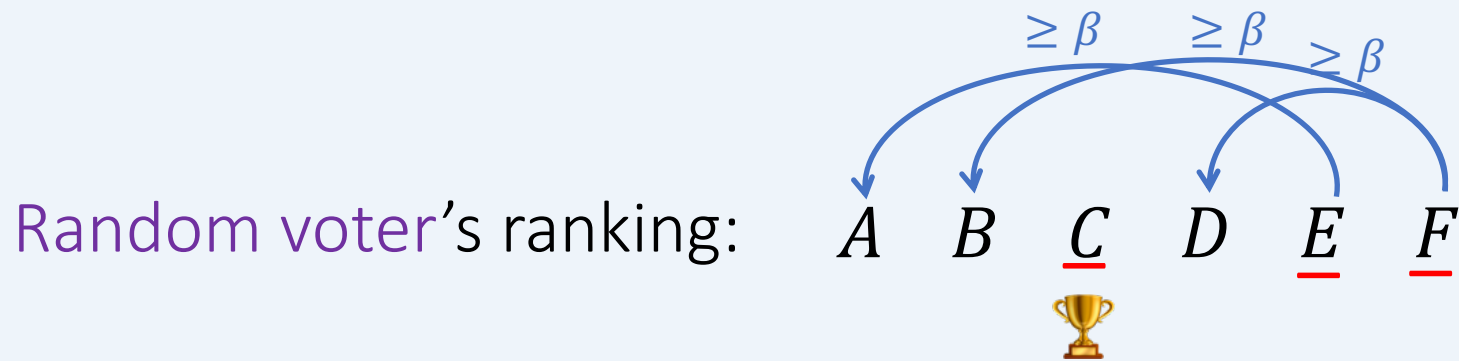 ≥ β ≥ β ≥ β
Random voter’s ranking: A B C D E F